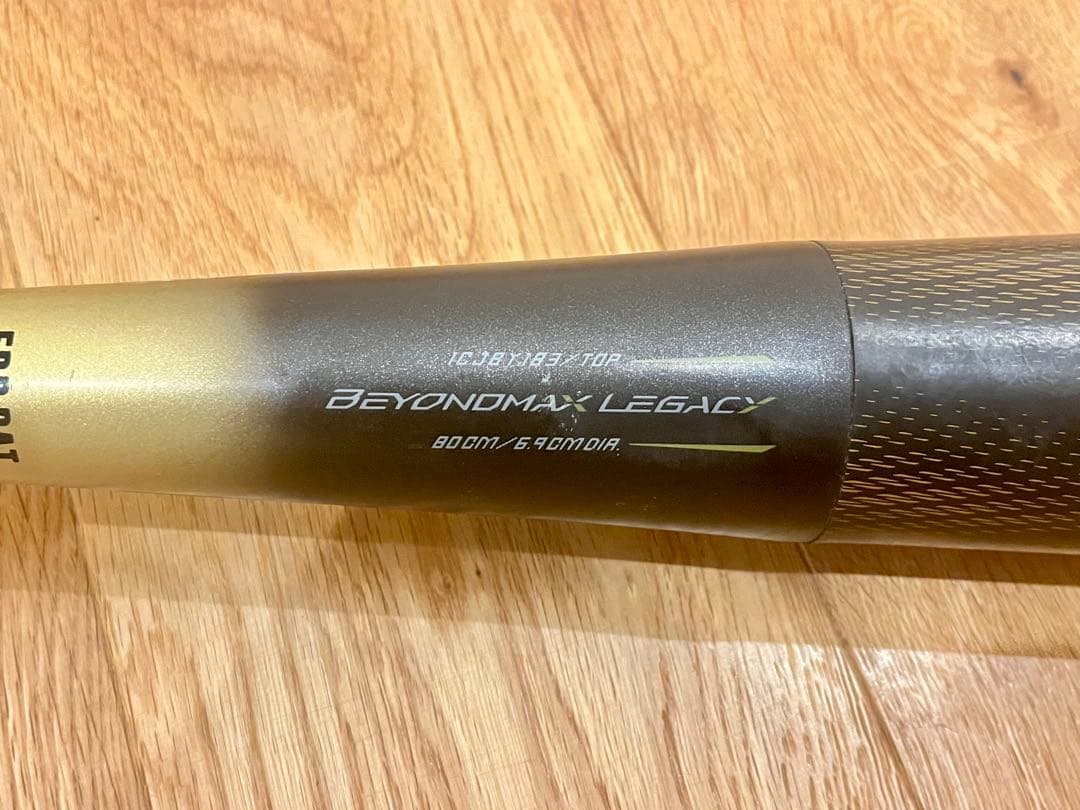 1CJBY183/TOP
BEYONDMAX LEGACY
80CM/6.9CMDIA.